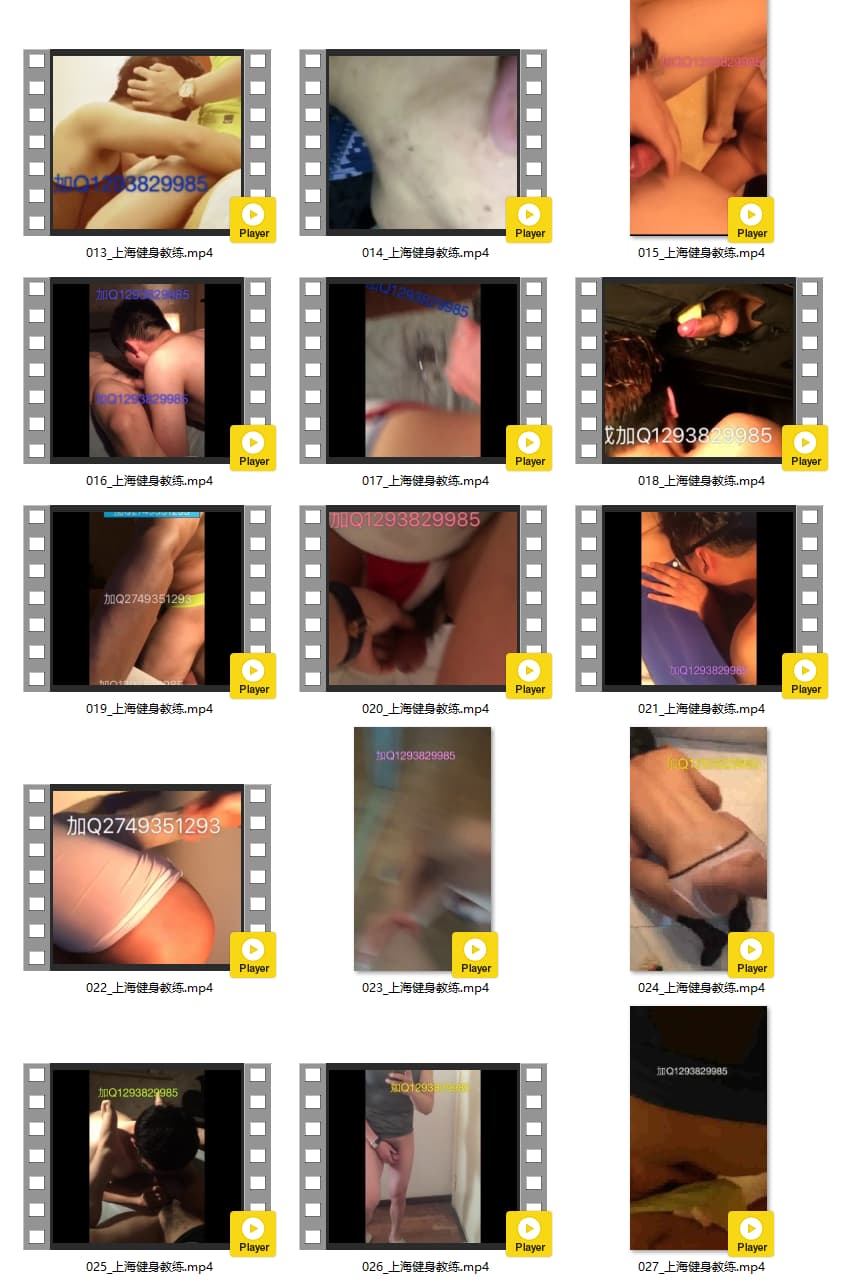 加Q1293829985
Player
Player
加Q1293829985
Player
013_上海健身教练.mp4
014_上海健身教练.mp4
015_上海健身教练.mp4
加Q1293829985
加Q1293829985
Player
加Q1293829985
Player
或加Q1293829985
Player
016_上海健身教练.mp4
017_上海健身教练.mp4
018_上海健身教练.mp4
加Q2749351293
加Q2749351293
Player
加Q1293829985
Player
加Q129382998
Player
019_上海健身教练.mp4
020_上海健身教练.mp4
021_上海健身教练.mp4
加Q2749351293
Player
加Q1293829985
Player
加Q1293829985
Player
022_上海健身教练.mp4
023_上海健身教练.mp4
024_上海健身教练.mp4
加Q1293829985
Player
加Q1293829985
Player
加Q1293829985
Player
025_上海健身教练.mp4
026_上海健身教练.mp4
027_上海健身教练.mp4